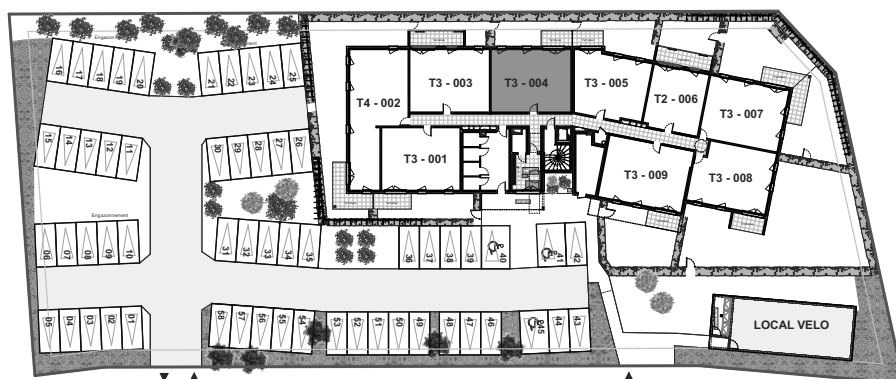 Engazonnement
16 17 18 19 20
21 22 23 24 25
T3 - 003
T3 - 004
T3 - 005
T4 - 002
T2 - 006
T3 - 007
15 14 13 12 11
30 29 28 27 26
T3 - 001
T3 - 009
T3 - 008
Engazonnement
06 07 08 09 10
31 32 33 34 35
36 37 38 39 40
41 42
05 04 03 02 01
58 57 56 55 54
53 52 51 50 49
48 47 46
45 44 43
LOCAL VELO